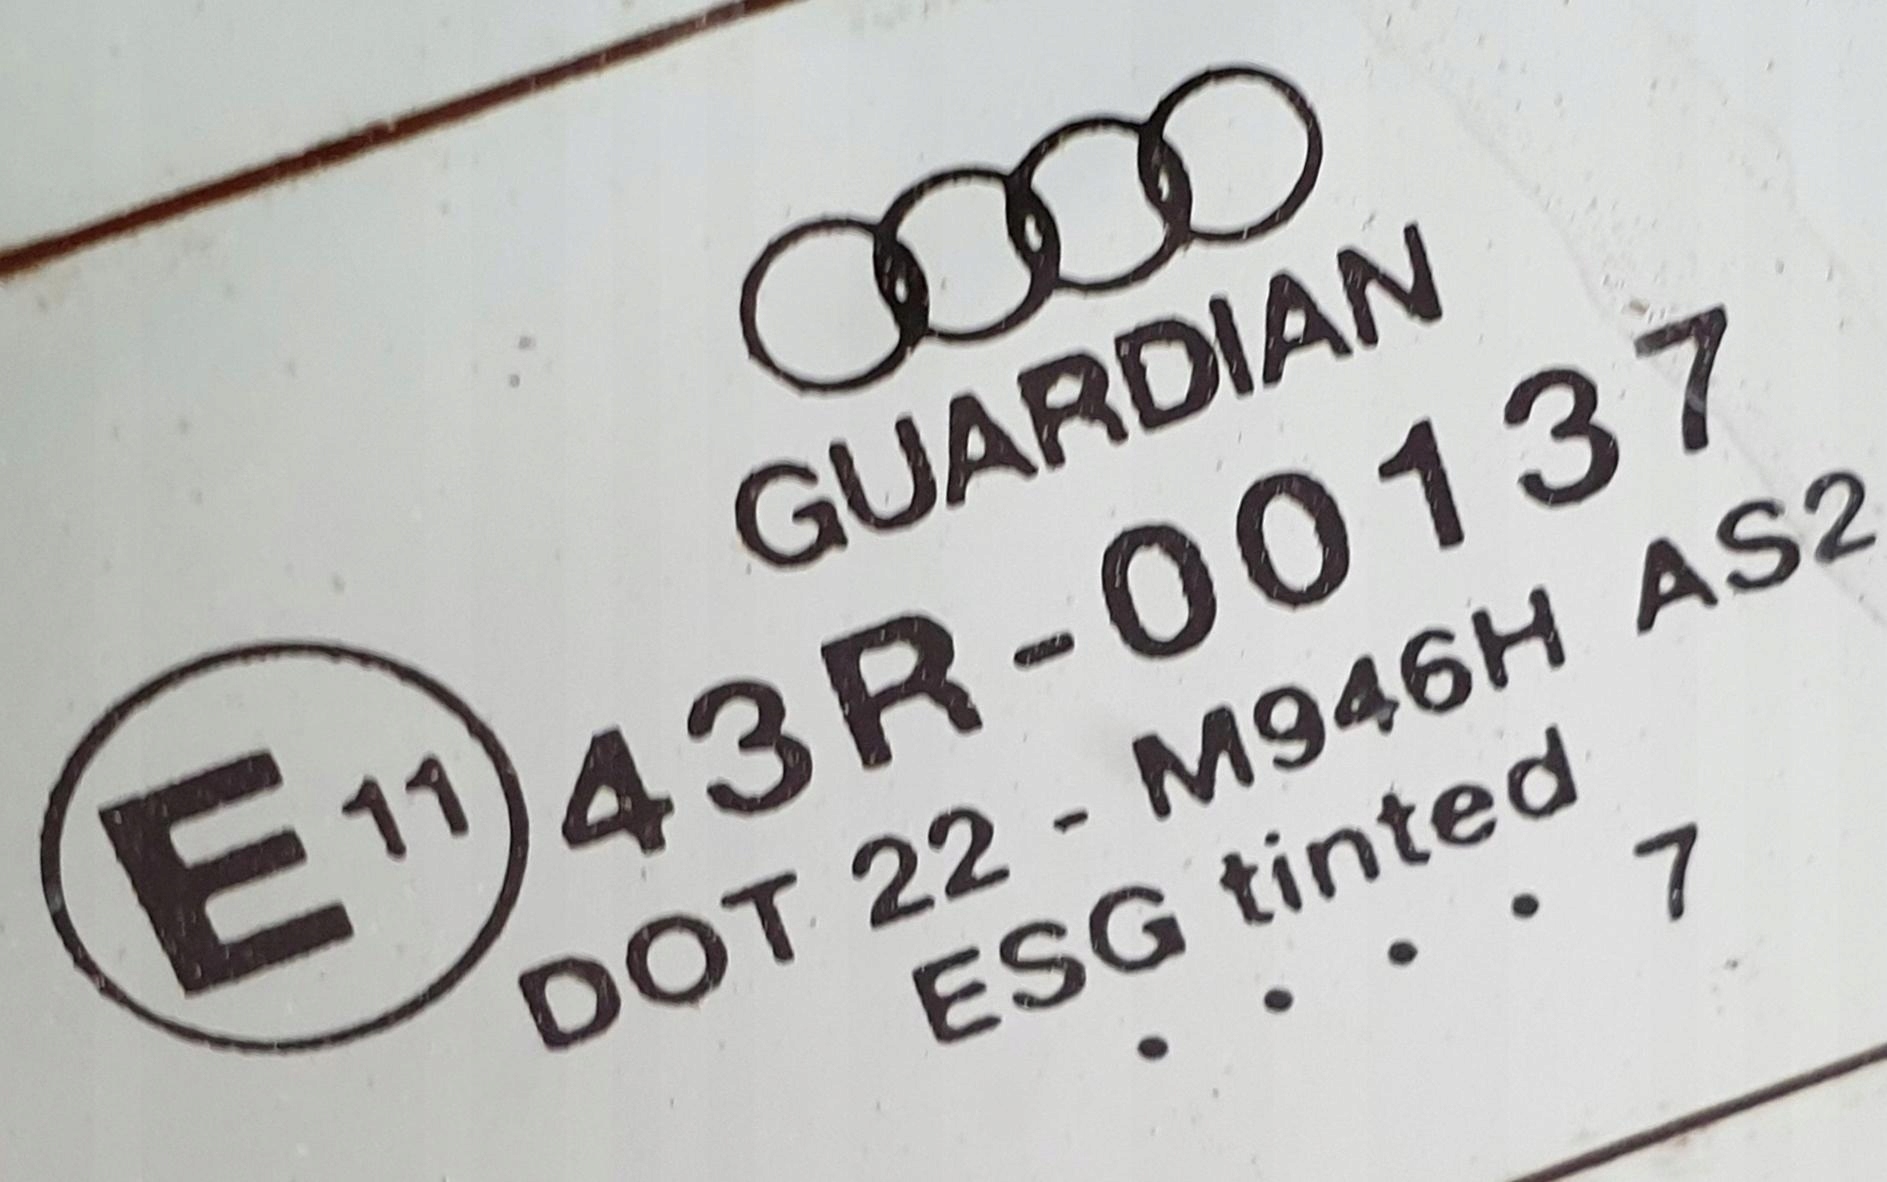 GUARDIAN
E 11 43R-00137
DOT 22 - M946H AS2
ESG tinted
. . . . 7